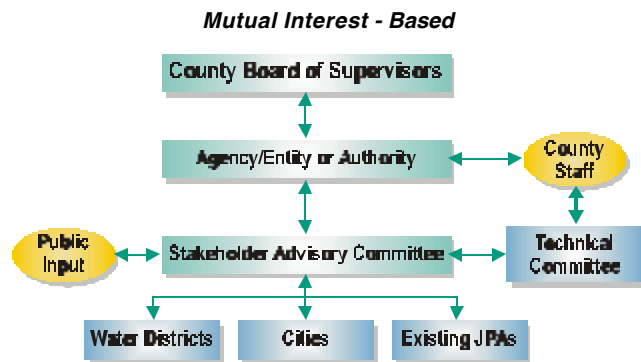 Mutual Interest - Based
County Board of Supervisors
Agency/Entity or Authority
County
Staff
Public
Input
Stakeholder Advisory Committee
Technical
Committee
Water Districts
Cities
Existing JPAs